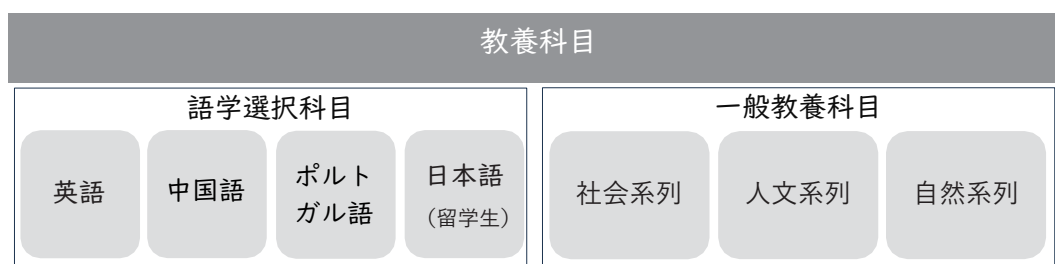 教養科目
語学選択科目
英語
中国語
ポルト
ガル語
日本語
(留学生)
一般教養科目
社会系列
人文系列
自然系列